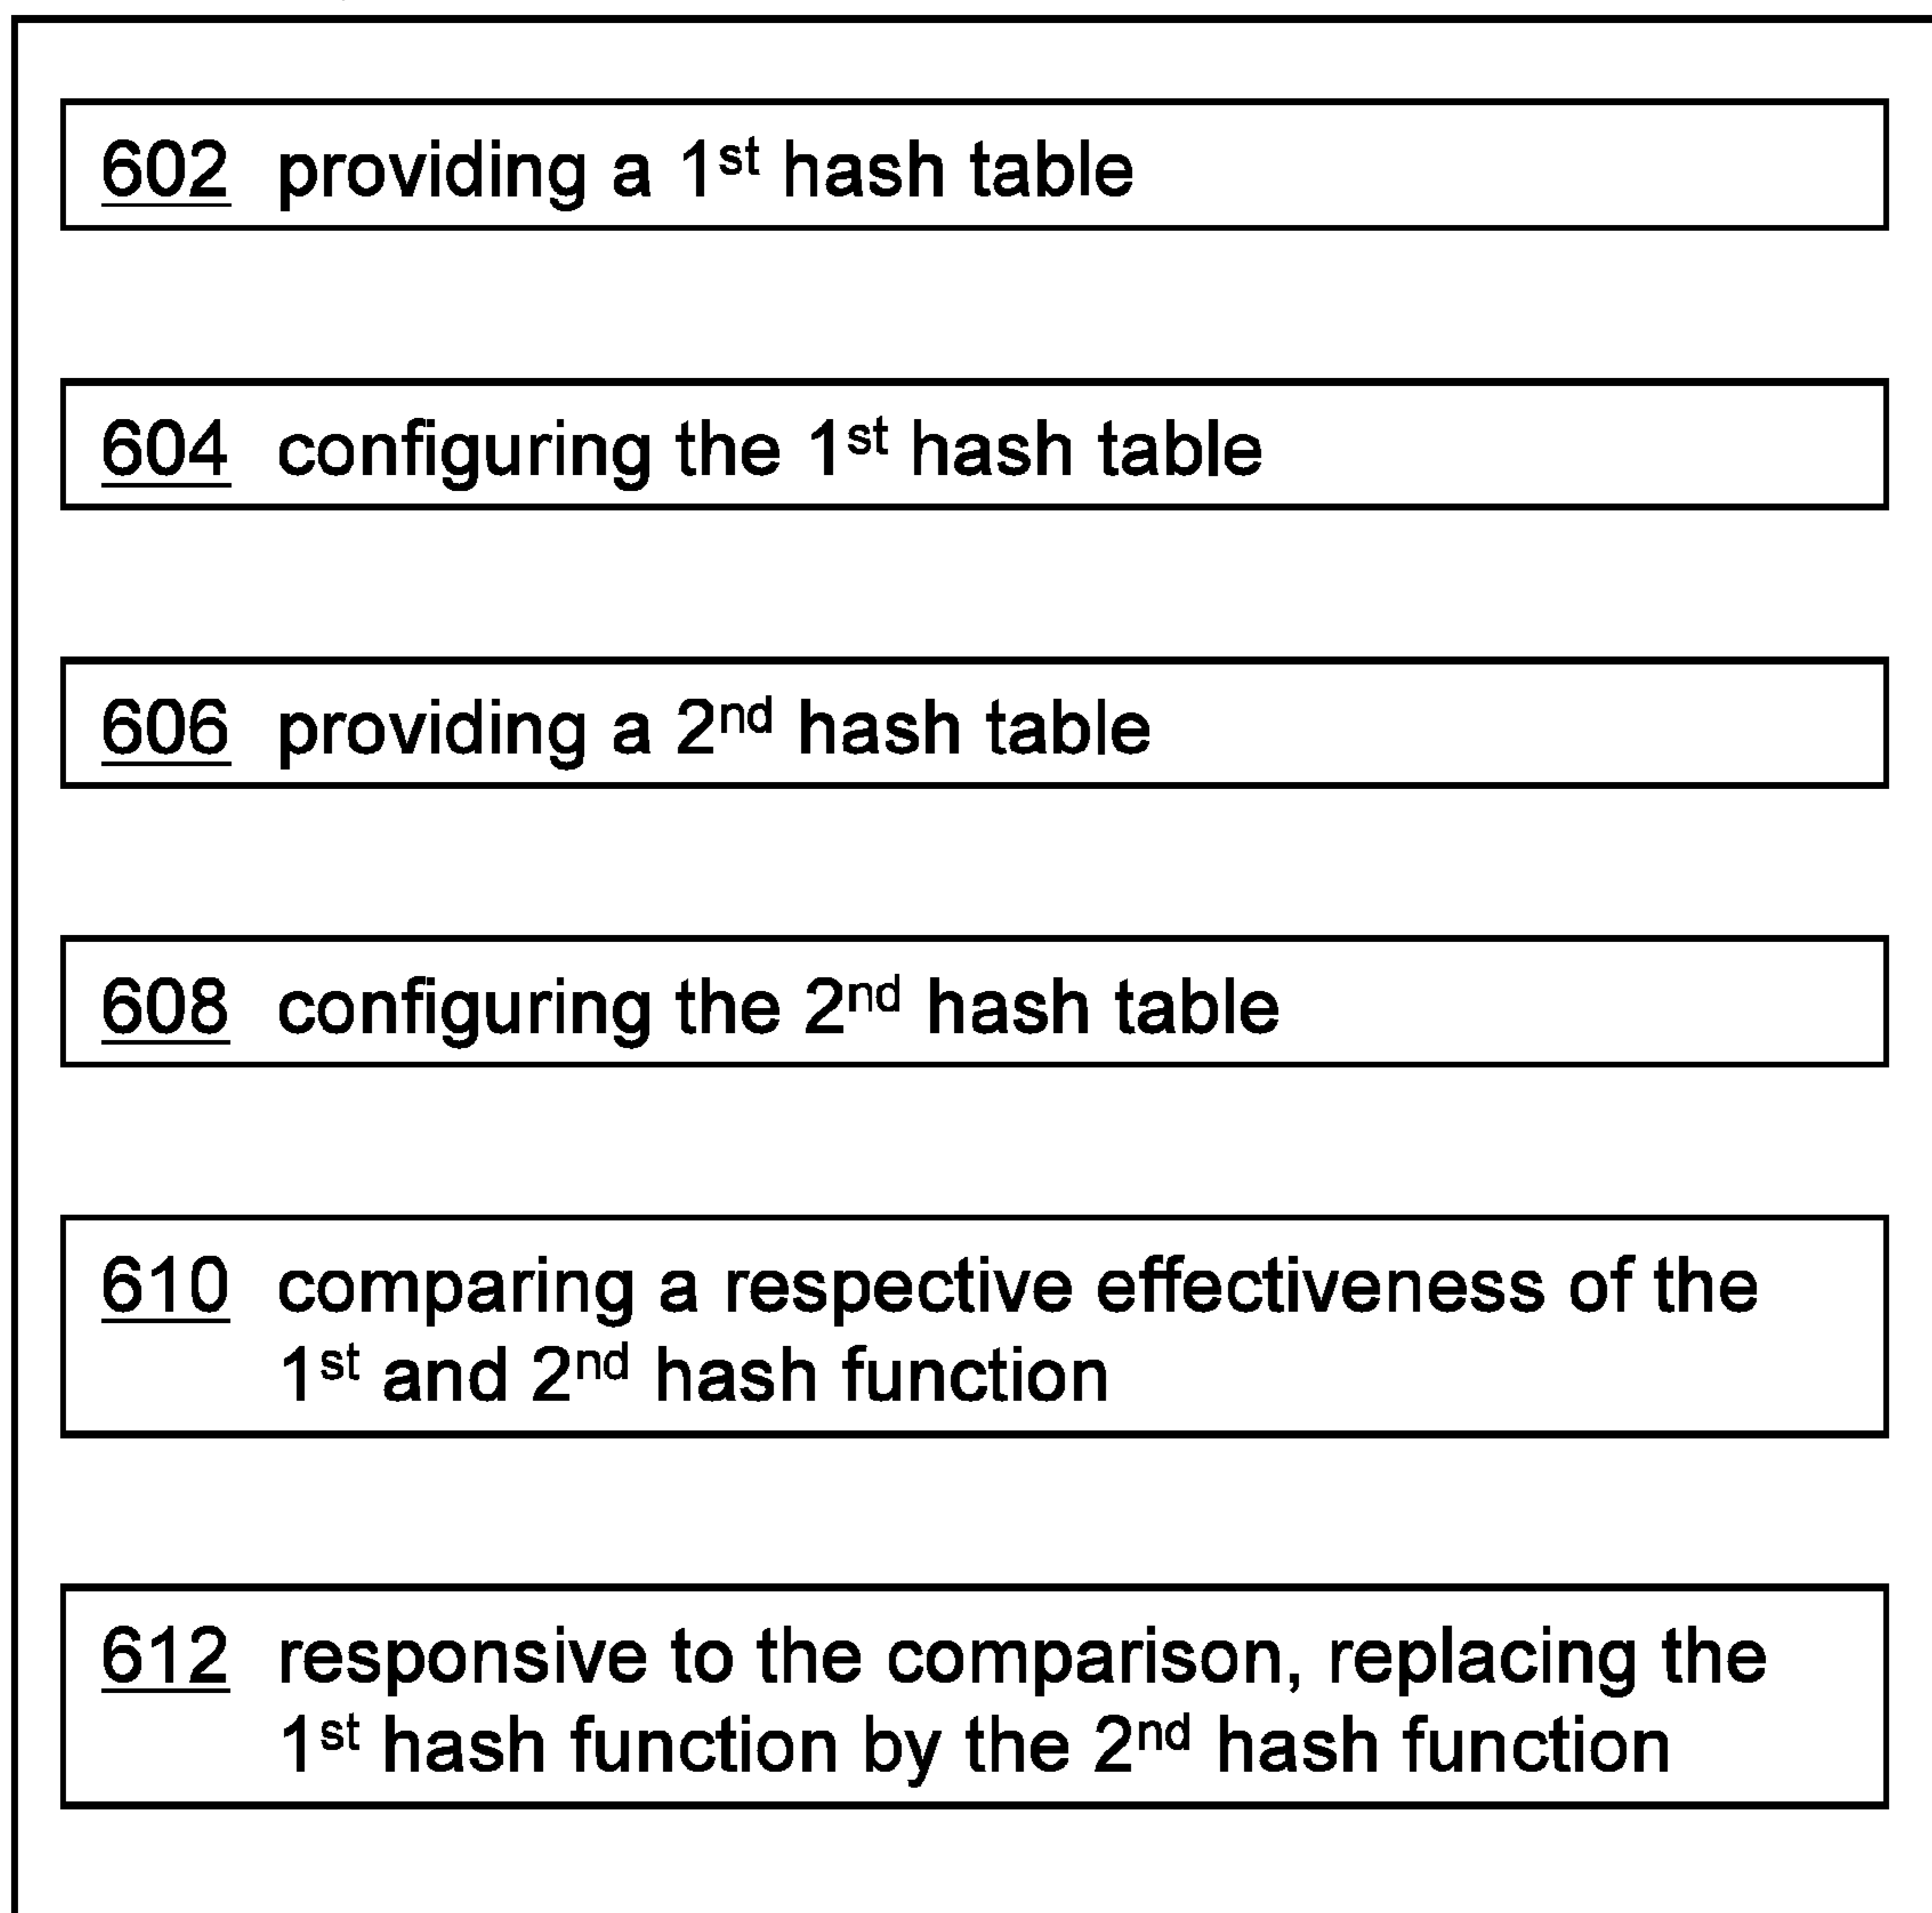 602 providing a 1st hash table
604 configuring the 1st hash table
606 providing a 2nd hash table
608 configuring the 2nd hash table
610 comparing a respective effectiveness of the
1st and 2nd hash function
612 responsive to the comparison, replacing the
1st hash function by the 2nd hash function